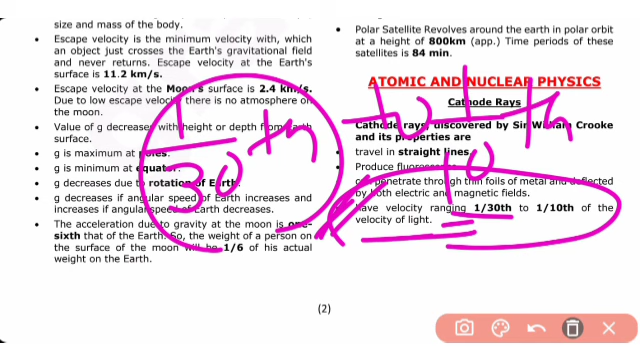 size and mass of the body.
• Escape velocity is the minimum velocity with, which
an object just crosses the Earth's gravitational field
and never returns. Escape velocity at the Earth's
surface is 11.2 km/s.
• Escape velocity at the Moon's surface is 2.4 km/s.
Due to low escape velocity there is no atmosphere on
the moon.
• Value of g decreases with height or depth from earth
surface.
• g is maximum at poles.
• g is minimum at equator.
• g decreases due to rotation of Earth.
• g decreases if angular speed of Earth increases and
increases if angular speed of Earth decreases.
• The acceleration due to gravity at the moon is one-
sixth that of the Earth. So, the weight of a person on
the surface of the moon will be 1/6 of his actual
weight on the Earth.
• Polar Satellite Revolves around the earth in polar orbit
at a height of 800km (app.) Time periods of these
satellites is 84 min.
ATOMIC AND NUCLEAR PHYSICS
Cathode Rays
Cathode rays, discovered by Sir William Crooke
and its properties are
travel in straight lines.
Produce
can penetrate through thin foils of metal and deflected
by both electric and magnetic fields.
have velocity ranging 1/30th to 1/10th of the
velocity of light.
1
30 th
to 1 th
10
(2)